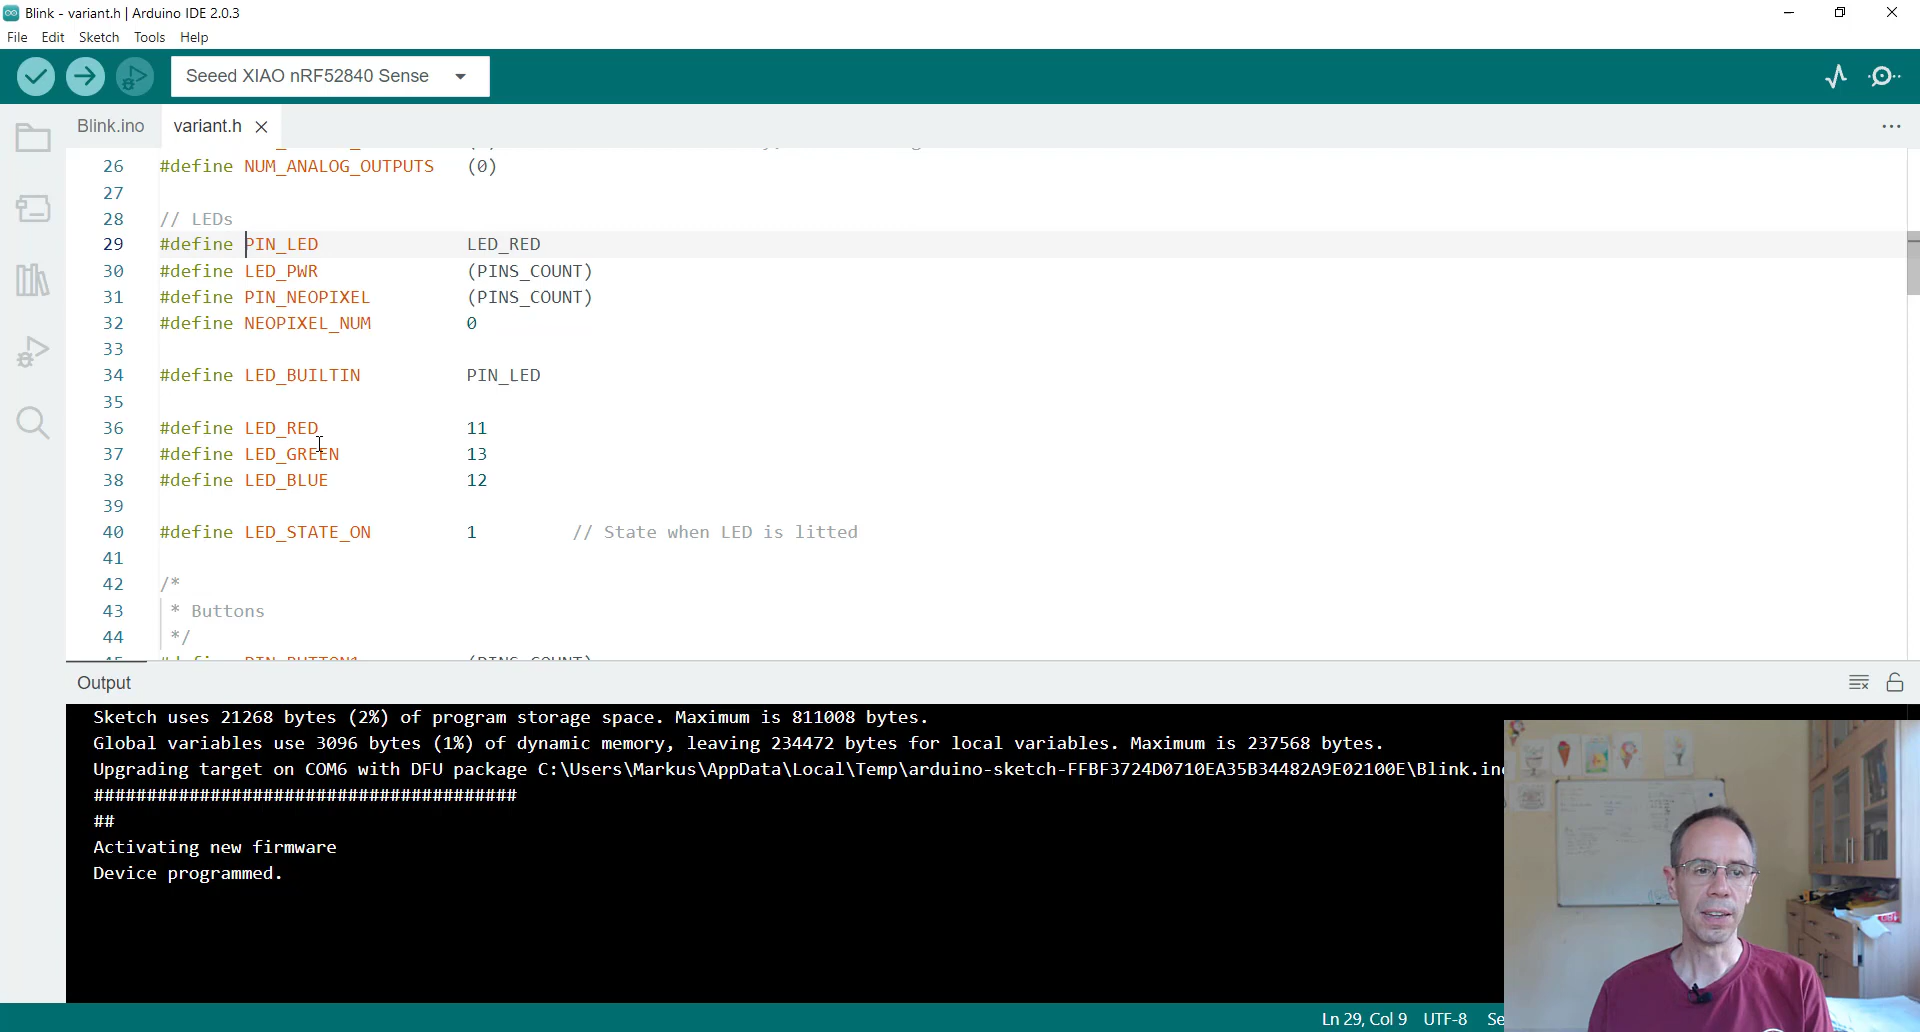 Blink - variant.h | Arduino IDE 2.0.3
File Edit Sketch Tools Help
Seeed XIAO nRF52840 Sense
Blink.ino variant.h
26 #define NUM_ANALOG_OUTPUTS (0)
27
28 // LEDs
29 #define PIN_LED LED_RED
30 #define LED_PWR (PINS_COUNT)
31 #define PIN_NEOPIXEL (PINS_COUNT)
32 #define NEOPIXEL_NUM 0
33
34 #define LED_BUILTIN PIN_LED
35
36 #define LED_RED 11
37 #define LED_GREEN 13
38 #define LED_BLUE 12
39
40 #define LED_STATE_ON 1 // State when LED is litted
41
42 /*
43 * Buttons
44 */
Output
Sketch uses 21268 bytes (2%) of program storage space. Maximum is 811008 bytes.
Global variables use 3096 bytes (1%) of dynamic memory, leaving 234472 bytes for local variables. Maximum is 237568 bytes.
Upgrading target on COM6 with DFU package C:\Users\Markus\AppData\Local\Temp\arduino-sketch-FFBF3724D0710EA35B34482A9E02100E\Blink.in
########################################
##
Activating new firmware
Device programmed.
Ln 29, Col 9 UTF-8 Se